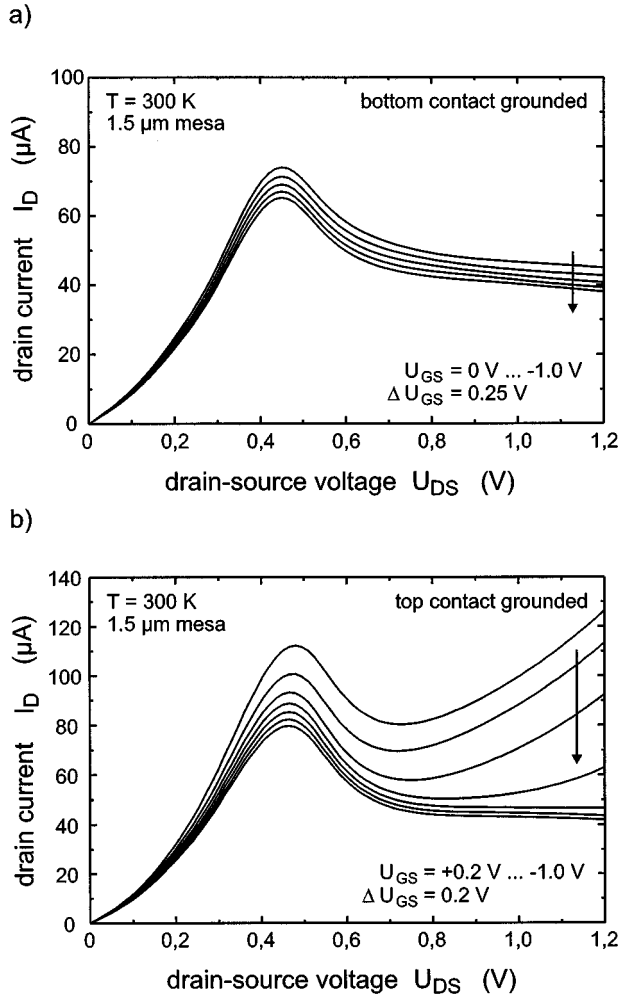 a)
100
80
60
40
20
0
drain current I_D (μA)
T = 300 K
1.5 μm mesa
bottom contact grounded
U_GS = 0 V ... -1.0 V
Δ U_GS = 0.25 V
0 0,2 0,4 0,6 0,8 1,0 1,2
drain-source voltage U_DS (V)
b)
140
120
100
80
60
40
20
0
drain current I_D (μA)
T = 300 K
1.5 μm mesa
top contact grounded
U_GS = +0.2 V ... -1.0 V
Δ U_GS = 0.2 V
0 0,2 0,4 0,6 0,8 1,0 1,2
drain-source voltage U_DS (V)